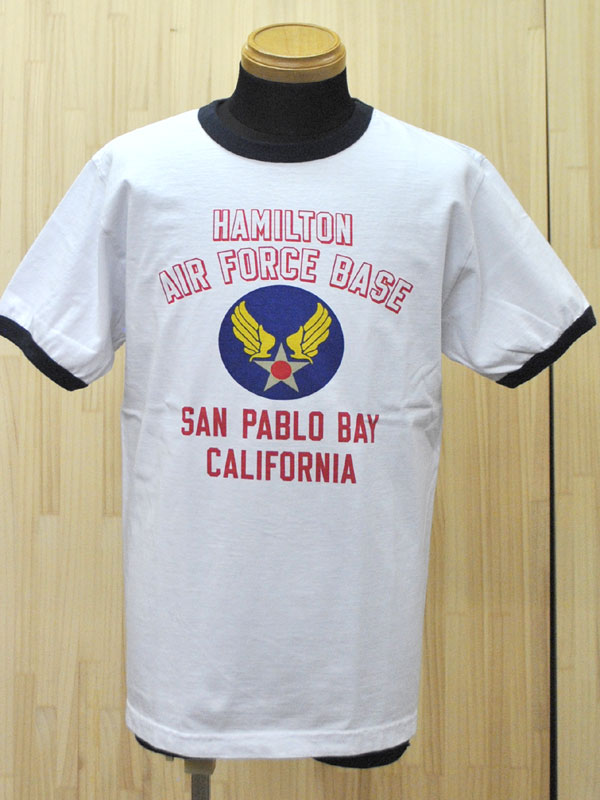 HAMILTON
AIR FORCE BASE
SAN PABLO BAY
CALIFORNIA